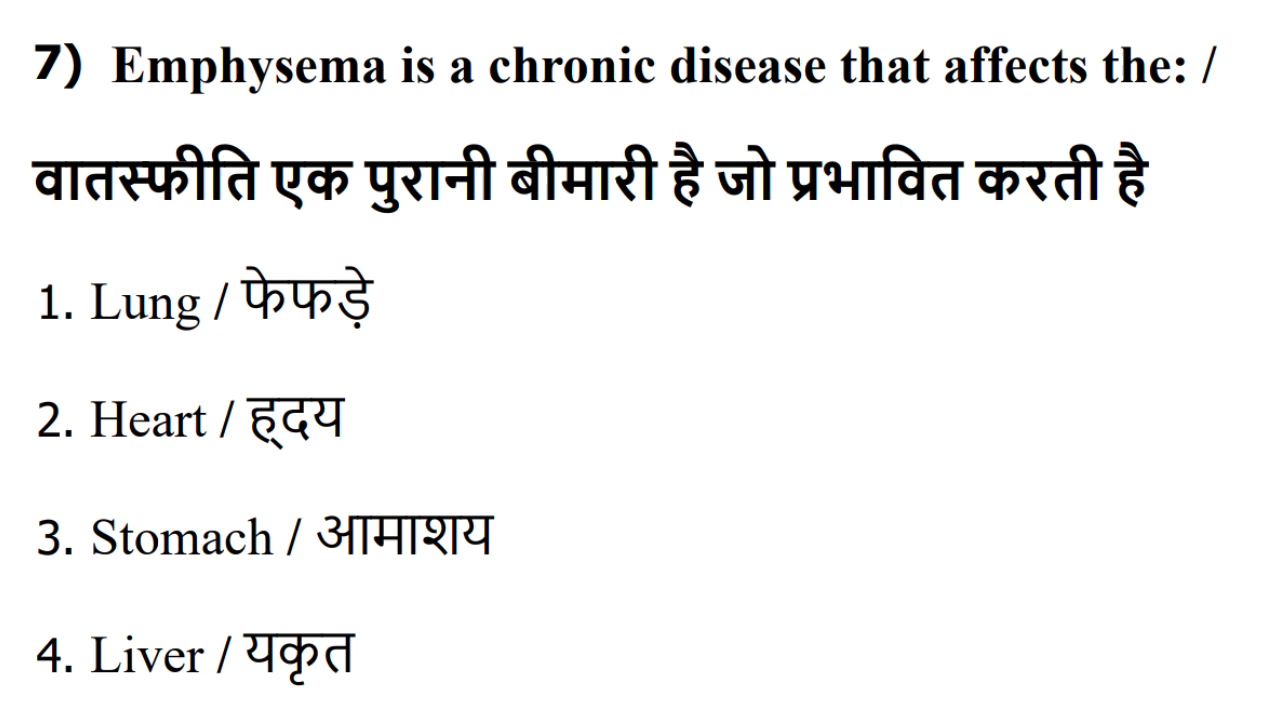 7) Emphysema is a chronic disease that affects the: /
वातस्फीति एक पुरानी बीमारी है जो प्रभावित करती है
1. Lung / फेफड़े
2. Heart / ह्दय
3. Stomach / आमाशय
4. Liver / यकृत